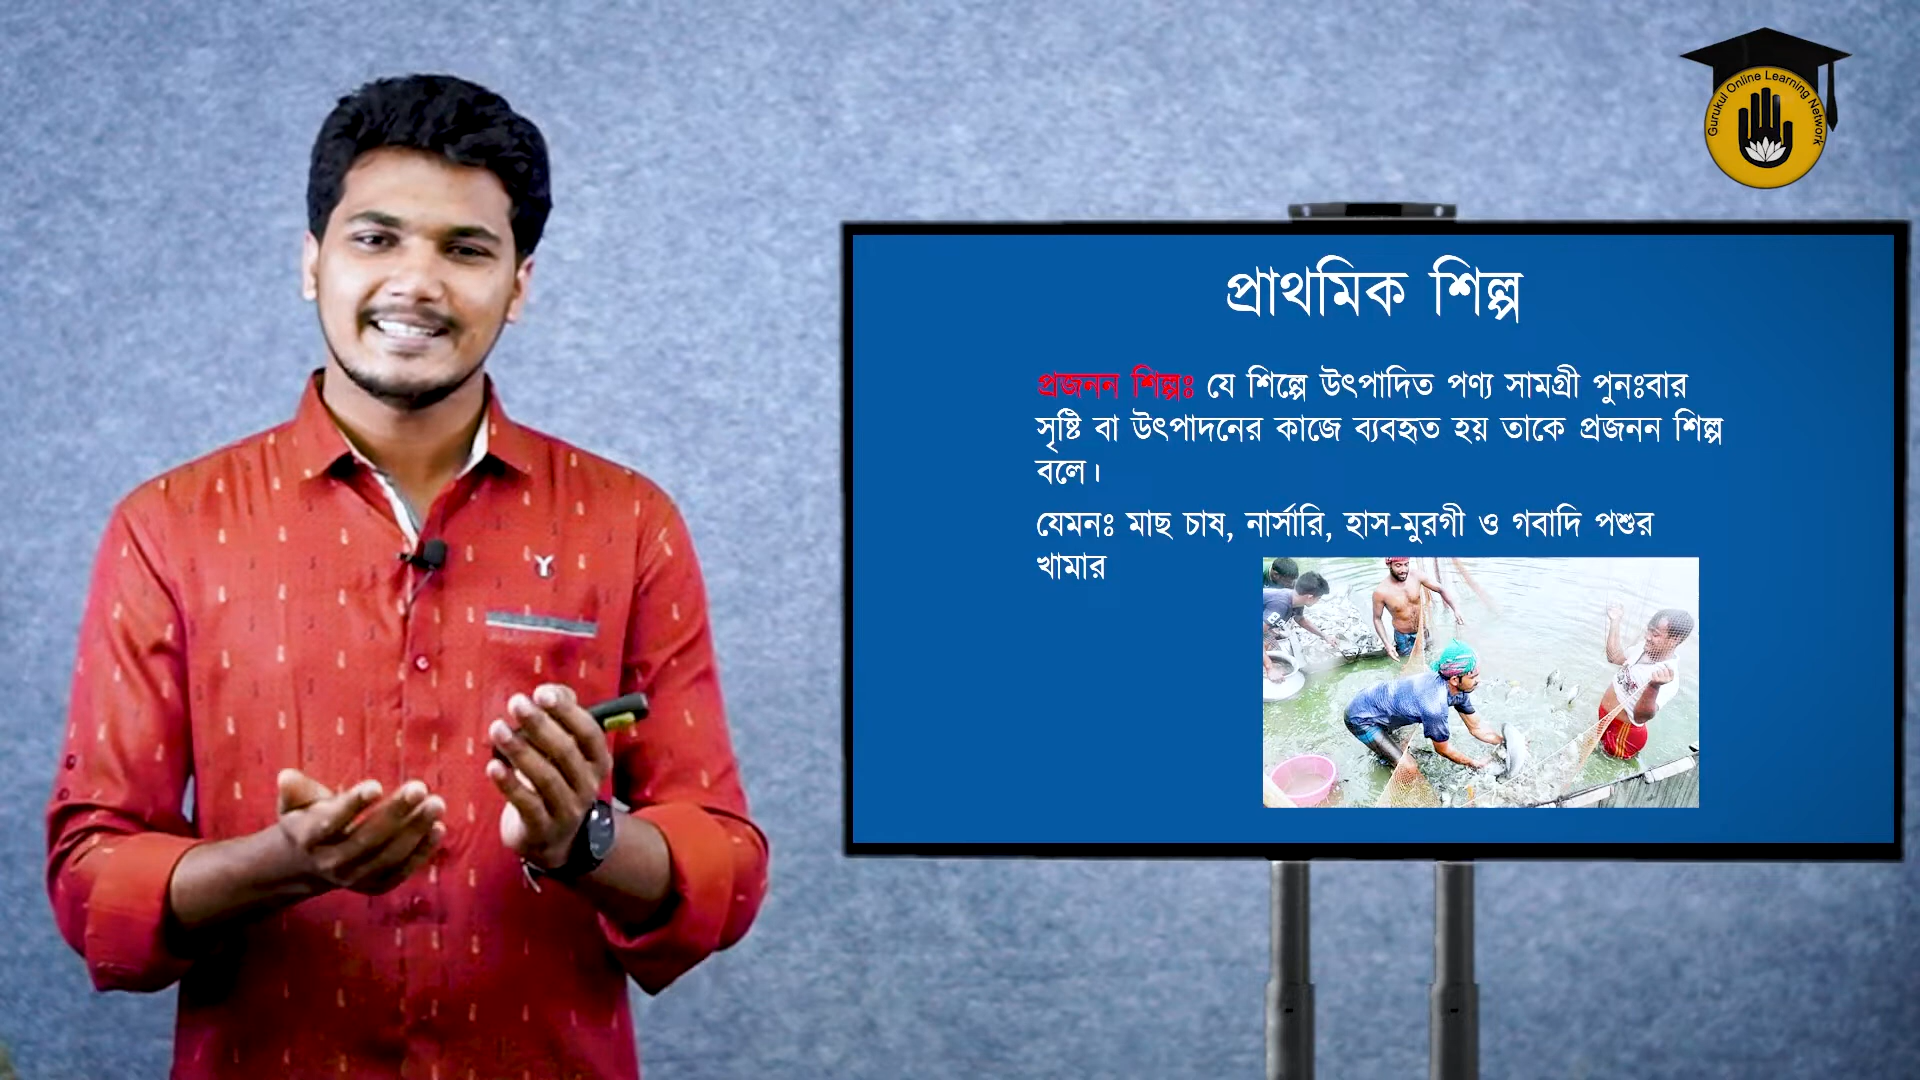 Gurukul Online Learning Network
প্রাথমিক শিল্প
প্রজনন শিল্পঃ যে শিল্পে উৎপাদিত পণ্য সামগ্রী পুনঃবার
সৃষ্টি বা উৎপাদনের কাজে ব্যবহৃত হয় তাকে প্রজনন শিল্প
বলে।
যেমনঃ মাছ চাষ, নার্সারি, হাস-মুরগী ও গবাদি পশুর
খামার